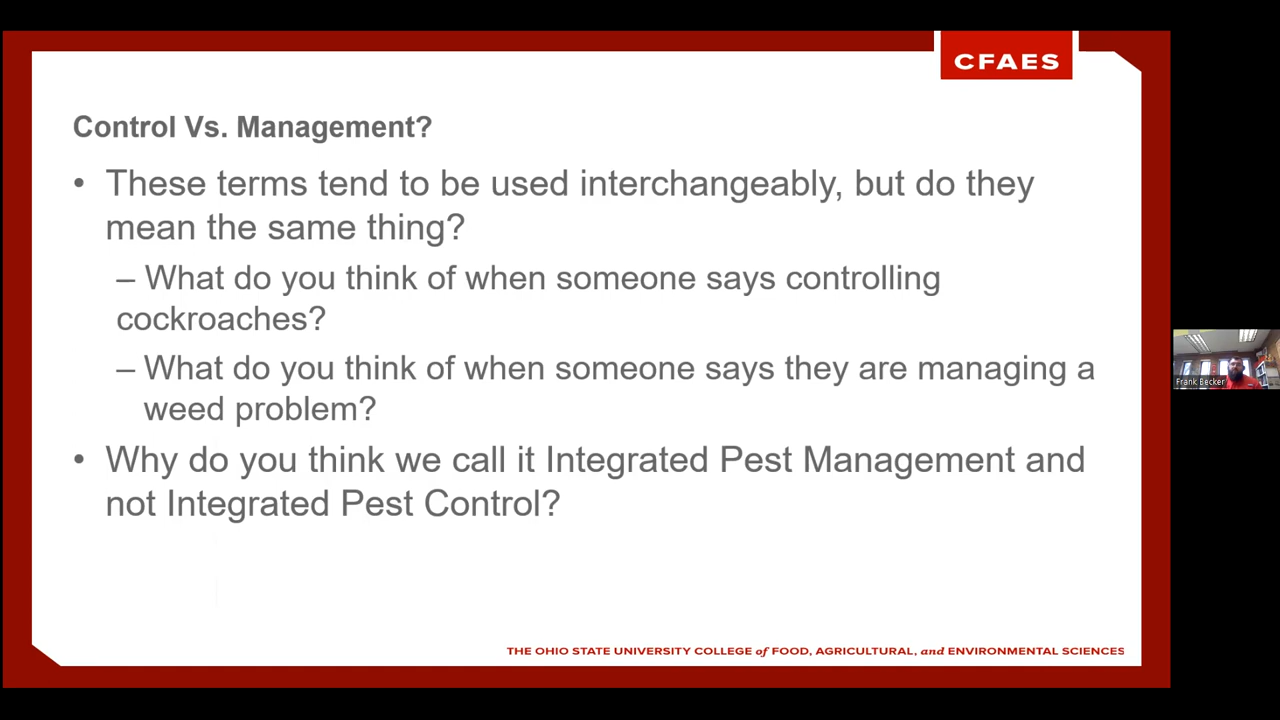 CFAES
Control Vs. Management?
• These terms tend to be used interchangeably, but do they
mean the same thing?
– What do you think of when someone says controlling
cockroaches?
– What do you think of when someone says they are managing a
weed problem?
• Why do you think we call it Integrated Pest Management and
not Integrated Pest Control?
Frank Becker
THE OHIO STATE UNIVERSITY COLLEGE of FOOD, AGRICULTURAL, and ENVIRONMENTAL SCIENCES